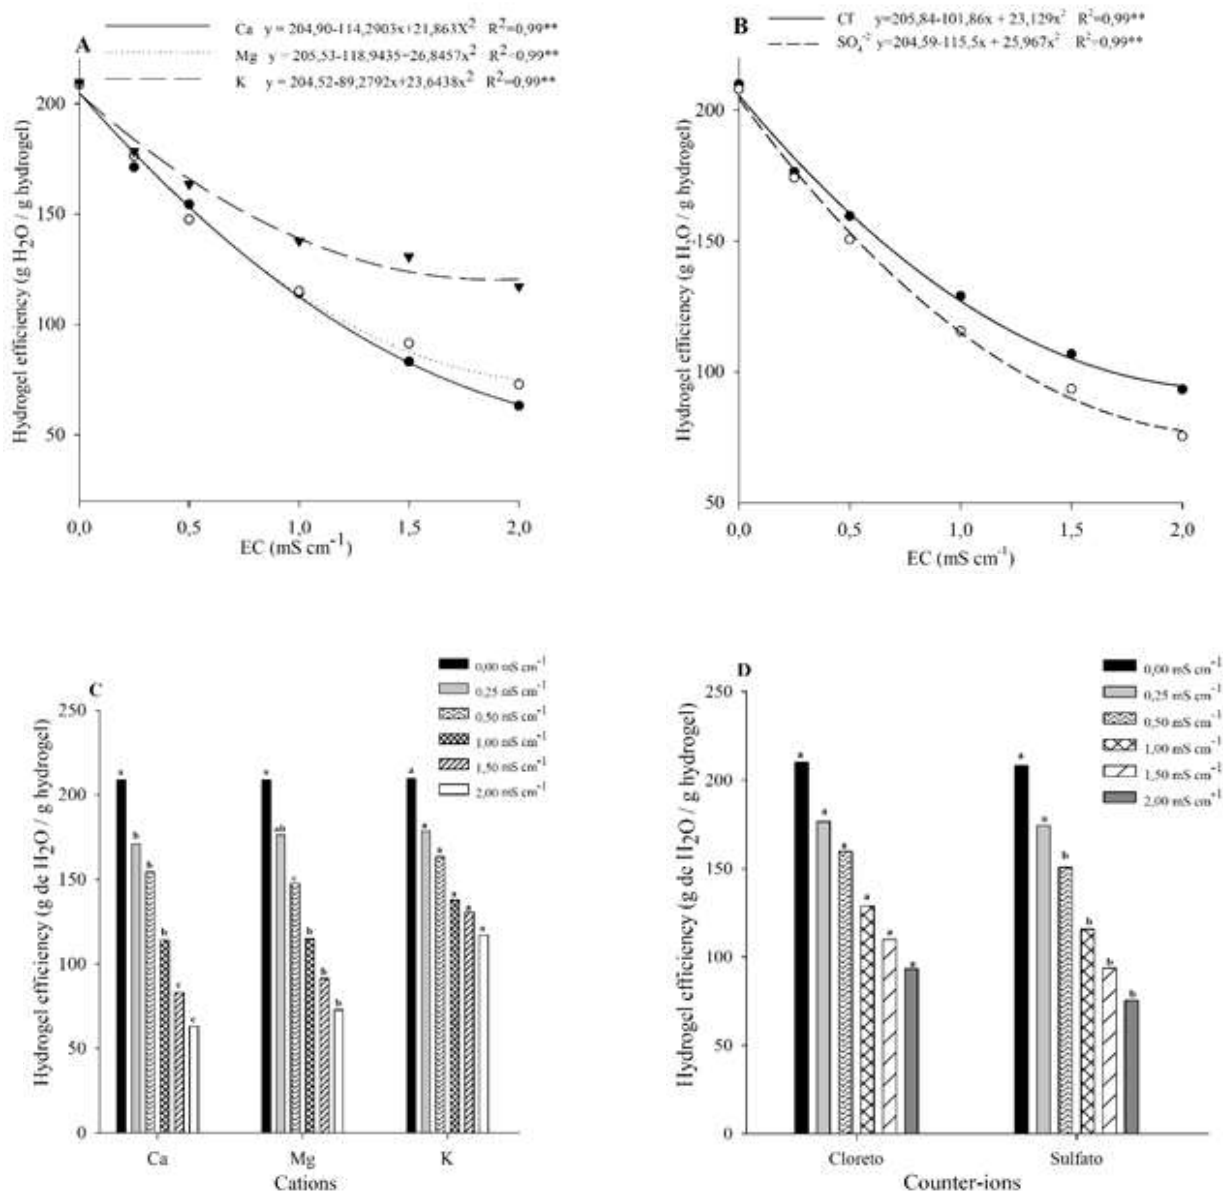 A
Ca y = 204,90-114,2903x+21,863X² R²=0,99**
Mg y = 205,53-118,9435+26,8457x² R²=0,99**
K y = 204,52-89,2792x+23,6438x² R²=0,99**
Hydrogel efficiency (g H₂O / g hydrogel)
200
150
100
50
0,0 0,5 1,0 1,5 2,0
EC (mS cm⁻¹)
B
Cl⁻ y=205,84-101,86x + 23,129x² R²=0,99**
SO₄⁻² y=204,59-115,5x + 25,967x² R²=0,99**
Hydrogel efficiency (g H₂O / g hydrogel)
200
150
100
50
0,0 0,5 1,0 1,5 2,0
EC (mS cm⁻¹)
C
0,00 mS cm⁻¹
0,25 mS cm⁻¹
0,50 mS cm⁻¹
1,00 mS cm⁻¹
1,50 mS cm⁻¹
2,00 mS cm⁻¹
Hydrogel efficiency (g de H₂O / g hydrogel)
250
200
150
100
50
0
a b b b c c
a ab c b b b
a a a a a a
Ca Mg K
Cations
D
0,00 mS cm⁻¹
0,25 mS cm⁻¹
0,50 mS cm⁻¹
1,00 mS cm⁻¹
1,50 mS cm⁻¹
2,00 mS cm⁻¹
Hydrogel efficiency (g de H₂O / g hydrogel)
250
200
150
100
50
0
a a a a a a
a a b b b b
Cloreto Sulfato
Counter-ions